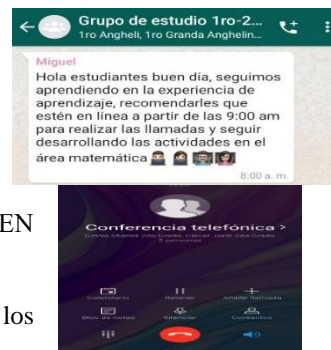 Grupo de estudio 1ro-2...
1ro Angheli, 1ro Granda Anghelin...
Miguel
Hola estudiantes buen día, seguimos
aprendiendo en la experiencia de
aprendizaje, recomendarles que
estén en línea a partir de las 9:00 am
para realizar las llamadas y seguir
desarrollando las actividades en el
área matemática
8:00 a. m.
EN
Conferencia telefónica >
Calendario Retener Añadir llamada
Bloc de notas Silenciar Contactos
los